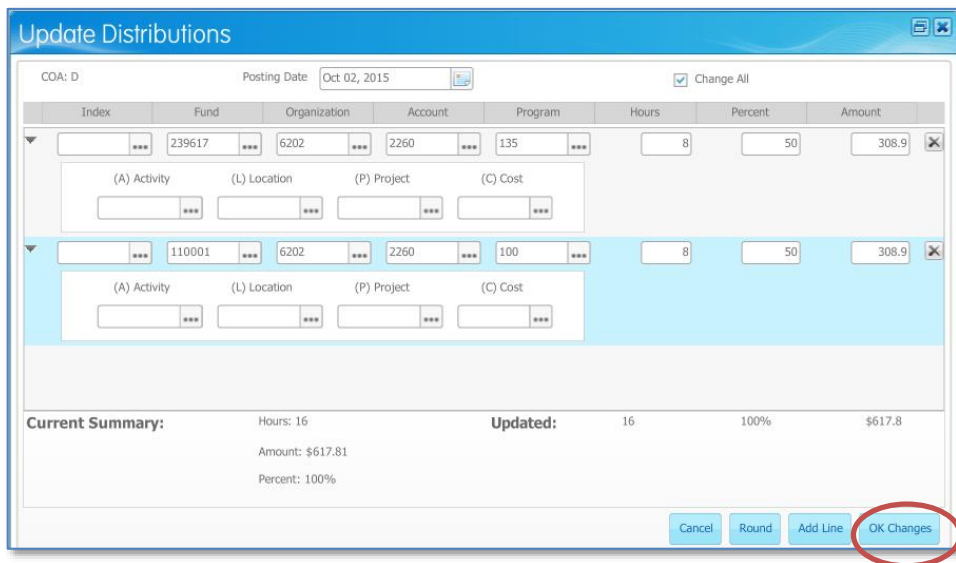 Update Distributions
COA: D Posting Date Oct 02, 2015 Change All
Index Fund Organization Account Program Hours Percent Amount
239617 6202 2260 135 8 50 308.9
(A) Activity (L) Location (P) Project (C) Cost
110001 6202 2260 100 8 50 308.9
(A) Activity (L) Location (P) Project (C) Cost
Current Summary: Hours: 16 Updated: 16 100% $617.8
Amount: $617.81
Percent: 100%
Cancel Round Add Line OK Changes